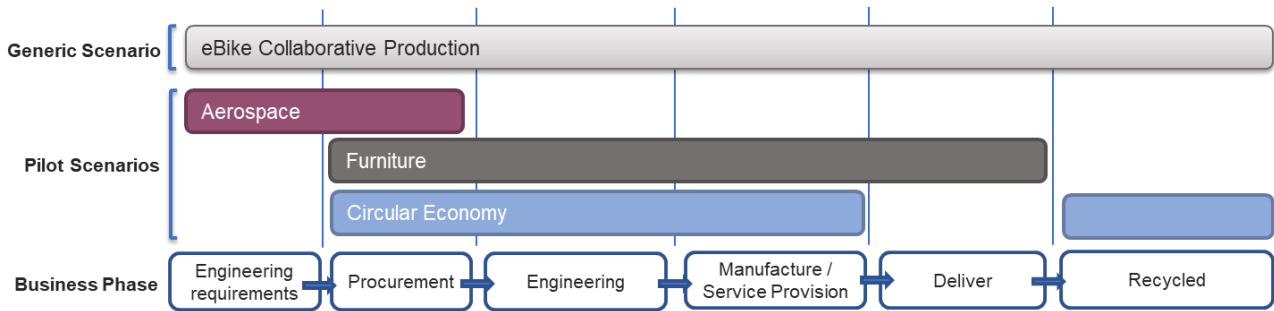 Generic Scenario
eBike Collaborative Production
Aerospace
Pilot Scenarios
Furniture
Circular Economy
Business Phase
Engineering
requirements
Procurement
Engineering
Manufacture /
Service Provision
Deliver
Recycled